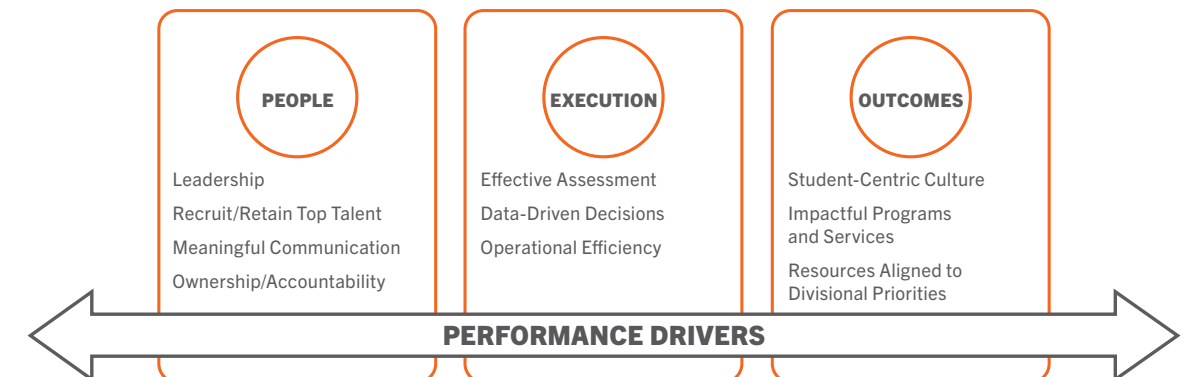 PEOPLE
Leadership
Recruit/Retain Top Talent
Meaningful Communication
Ownership/Accountability
EXECUTION
Effective Assessment
Data-Driven Decisions
Operational Efficiency
OUTCOMES
Student-Centric Culture
Impactful Programs
and Services
Resources Aligned to
Divisional Priorities
PERFORMANCE DRIVERS